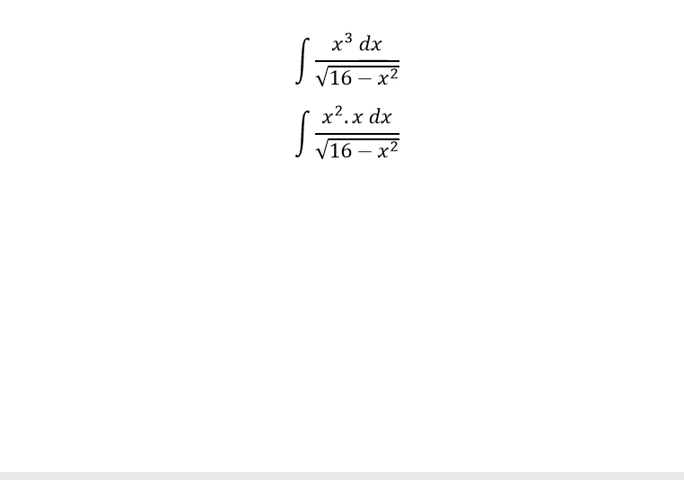 ∫ x³ dx / √(16 − x²)
∫ x².x dx / √(16 − x²)